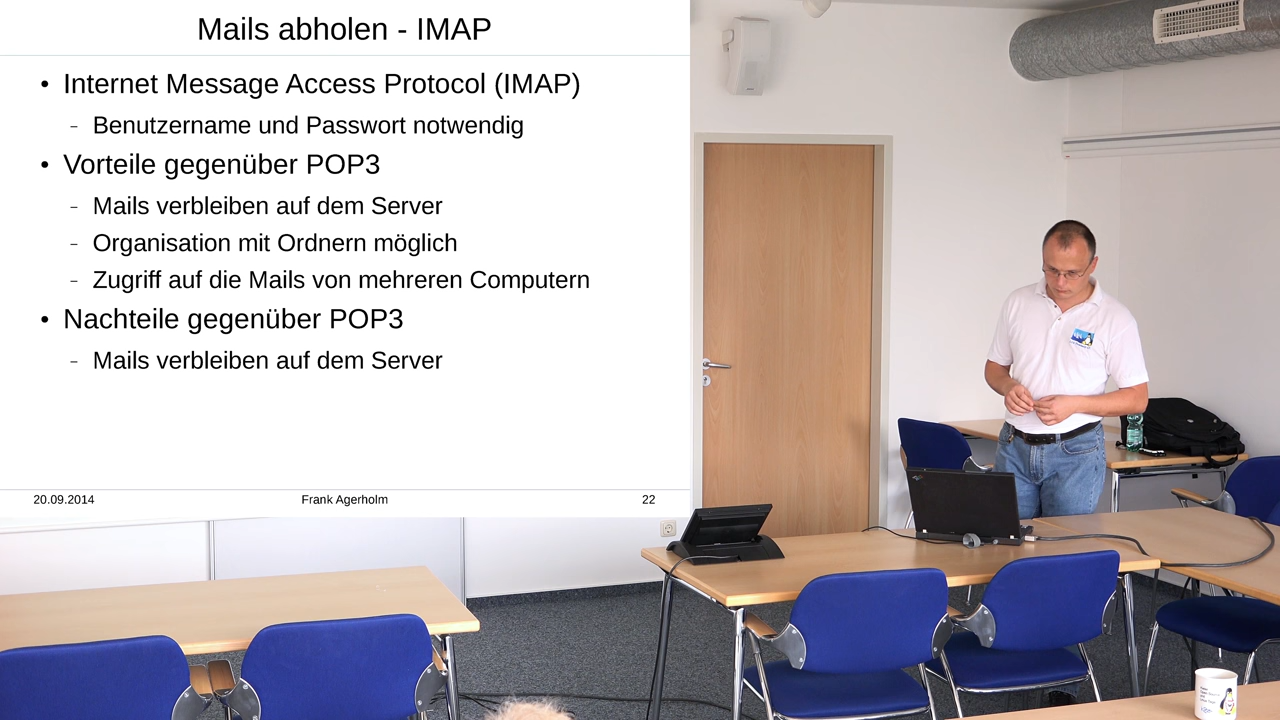 Mails abholen - IMAP
• Internet Message Access Protocol (IMAP)
– Benutzername und Passwort notwendig
• Vorteile gegenüber POP3
– Mails verbleiben auf dem Server
– Organisation mit Ordnern möglich
– Zugriff auf die Mails von mehreren Computern
• Nachteile gegenüber POP3
– Mails verbleiben auf dem Server
20.09.2014 Frank Agerholm 22